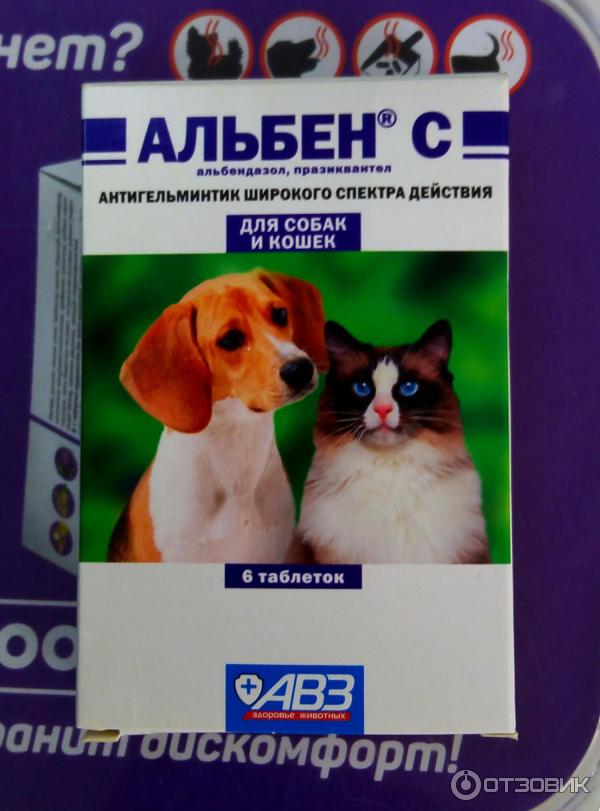 нет?
АЛЬБЕН® С
альбендазол, празиквантел
АНТИГЕЛЬМИНТИК ШИРОКОГО СПЕКТРА ДЕЙСТВИЯ
ДЛЯ СОБАК
И КОШЕК
6 таблеток
АВЗ
здоровье животных
дискомфорт!
ОТЗОВИК